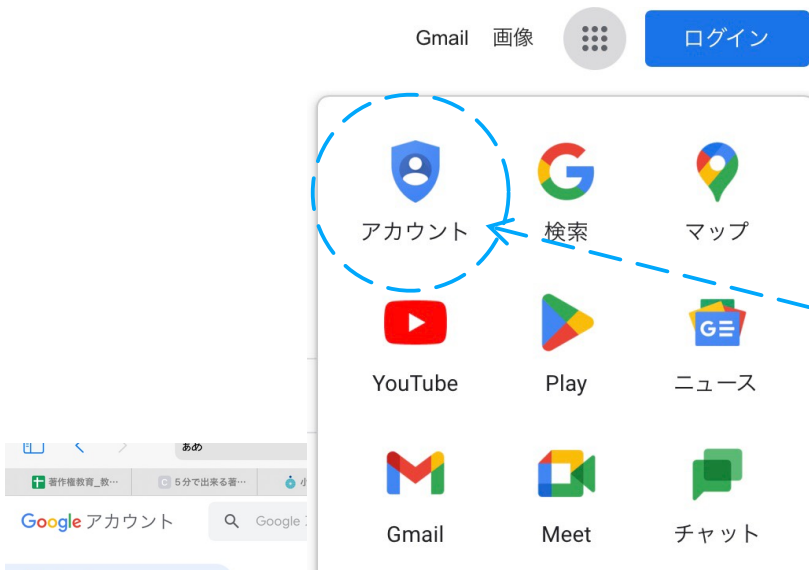 Gmail 画像 ログイン
アカウント 検索 マップ
YouTube Play ニュース
Gmail Meet チャット
ああ
著作権教育_教… 5分で出来る著… 小
Google アカウント Google